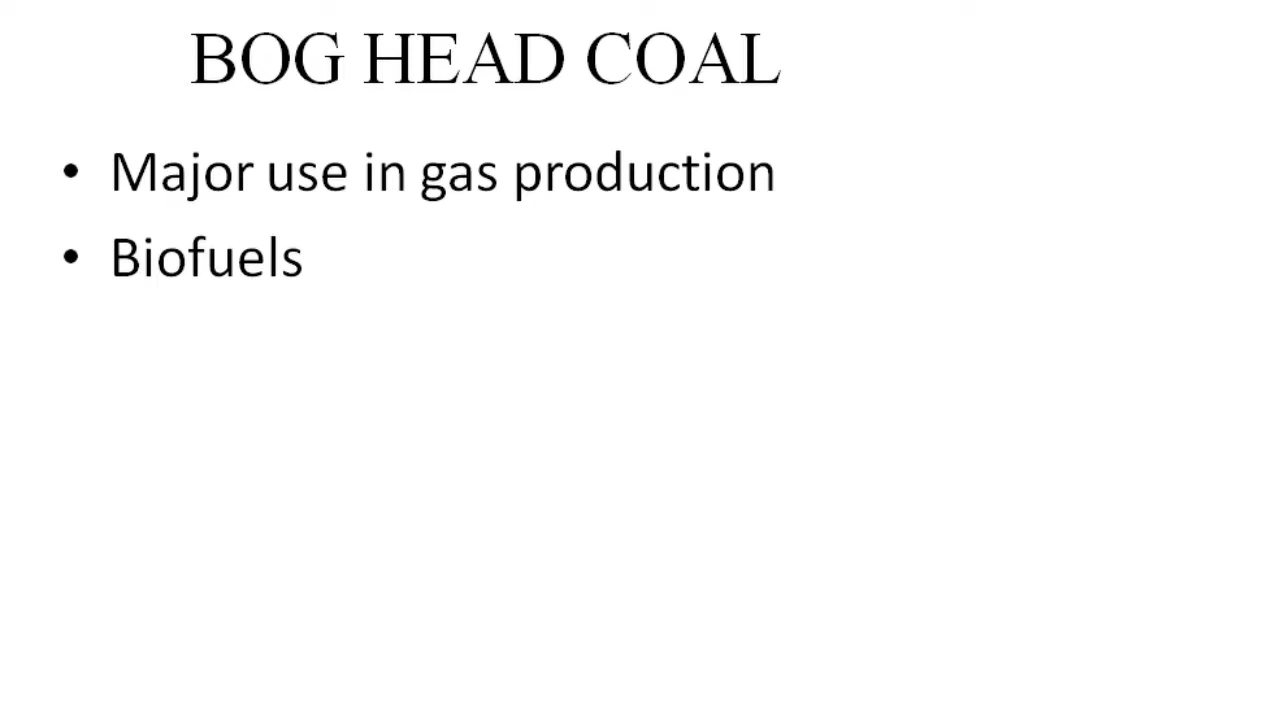 BOG HEAD COAL
• Major use in gas production
• Biofuels